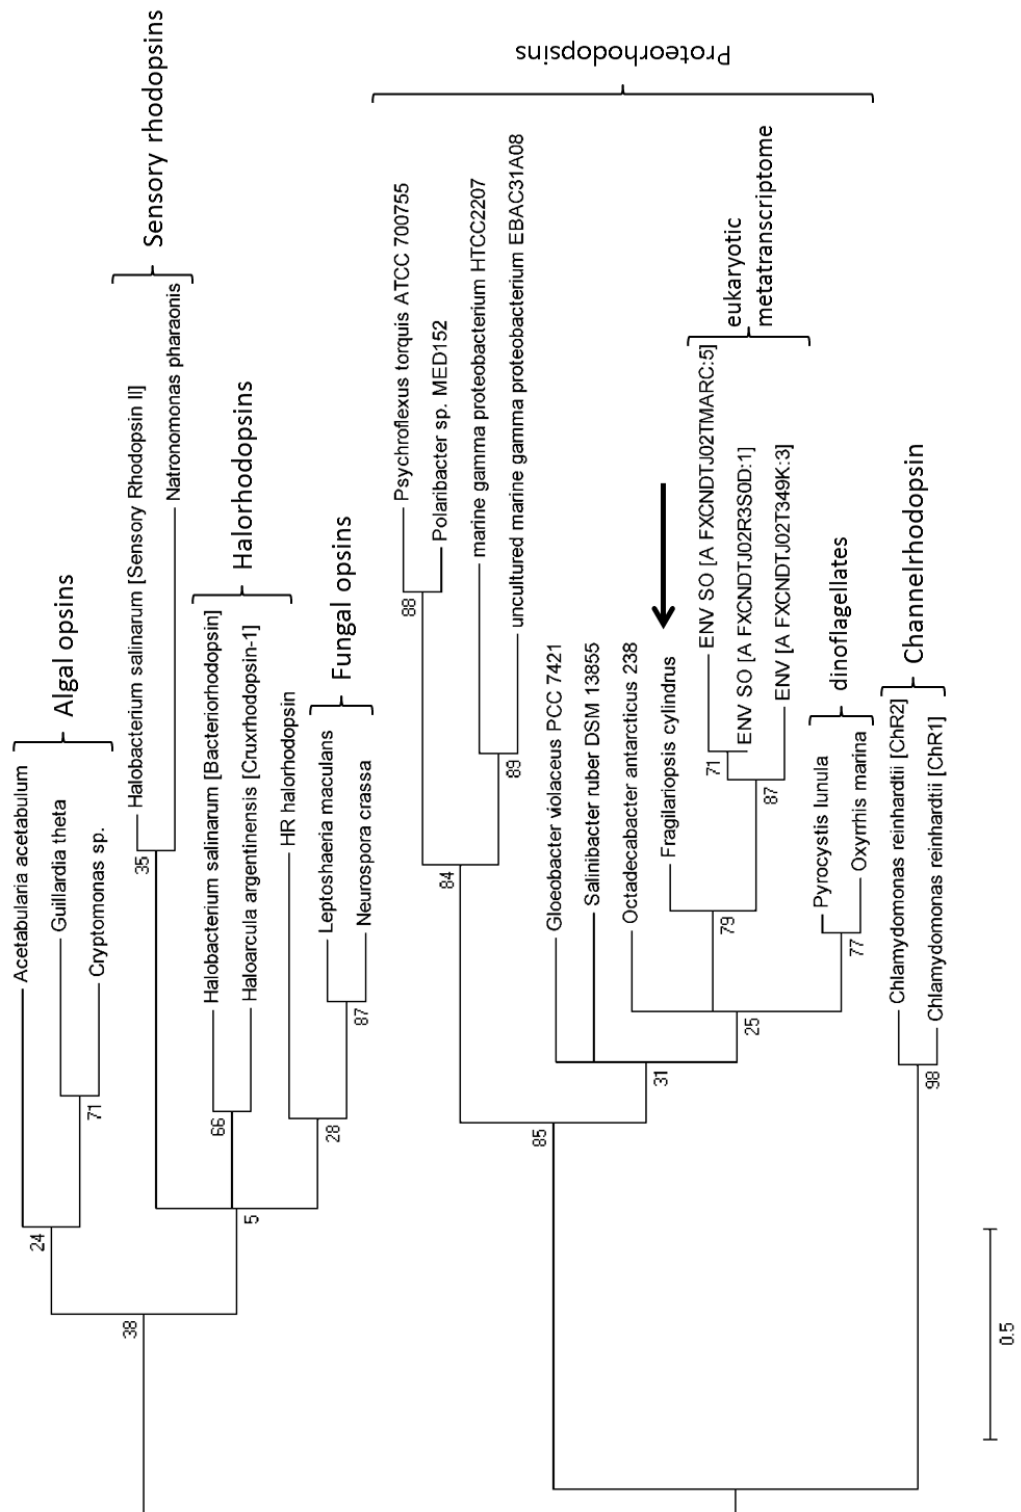 Acetabularia acetabulum
Guillardia theta
Cryptomonas sp.
Algal opsins
24
71
38
Halobacterium salinarum [Sensory Rhodopsin II]
Natronomonas pharaonis
Sensory rhodopsins
35
Halobacterium salinarum [Bacteriorhodopsin]
Haloarcula argentinensis [Cruxrhodopsin-1]
HR halorhodopsin
Halorhodopsins
66
5
28
Leptoshaeria maculans
Neurospora crassa
Fungal opsins
87
Psychroflexus torquis ATCC 700755
Polaribacter sp. MED152
88
marine gamma proteobacterium HTCC2207
uncultured marine gamma proteobacterium EBAC31A08
89
84
Proteorhodopsins
Gloeobacter violaceus PCC 7421
Salinibacter ruber DSM 13855
Octadecabacter antarcticus 238
85
31
Fragilariopsis cylindrus
79
ENV SO [A FXCNDTJ02TMARC:5]
ENV SO [A FXCNDTJ02R3S0D:1]
ENV [A FXCNDTJ02T349K:3]
eukaryotic
metatranscriptome
71
87
25
Pyrocystis lunula
Oxyrrhis marina
dinoflagellates
77
Chlamydomonas reinhardtii [ChR2]
Chlamydomonas reinhardtii [ChR1]
Channelrhodopsin
98
0.5